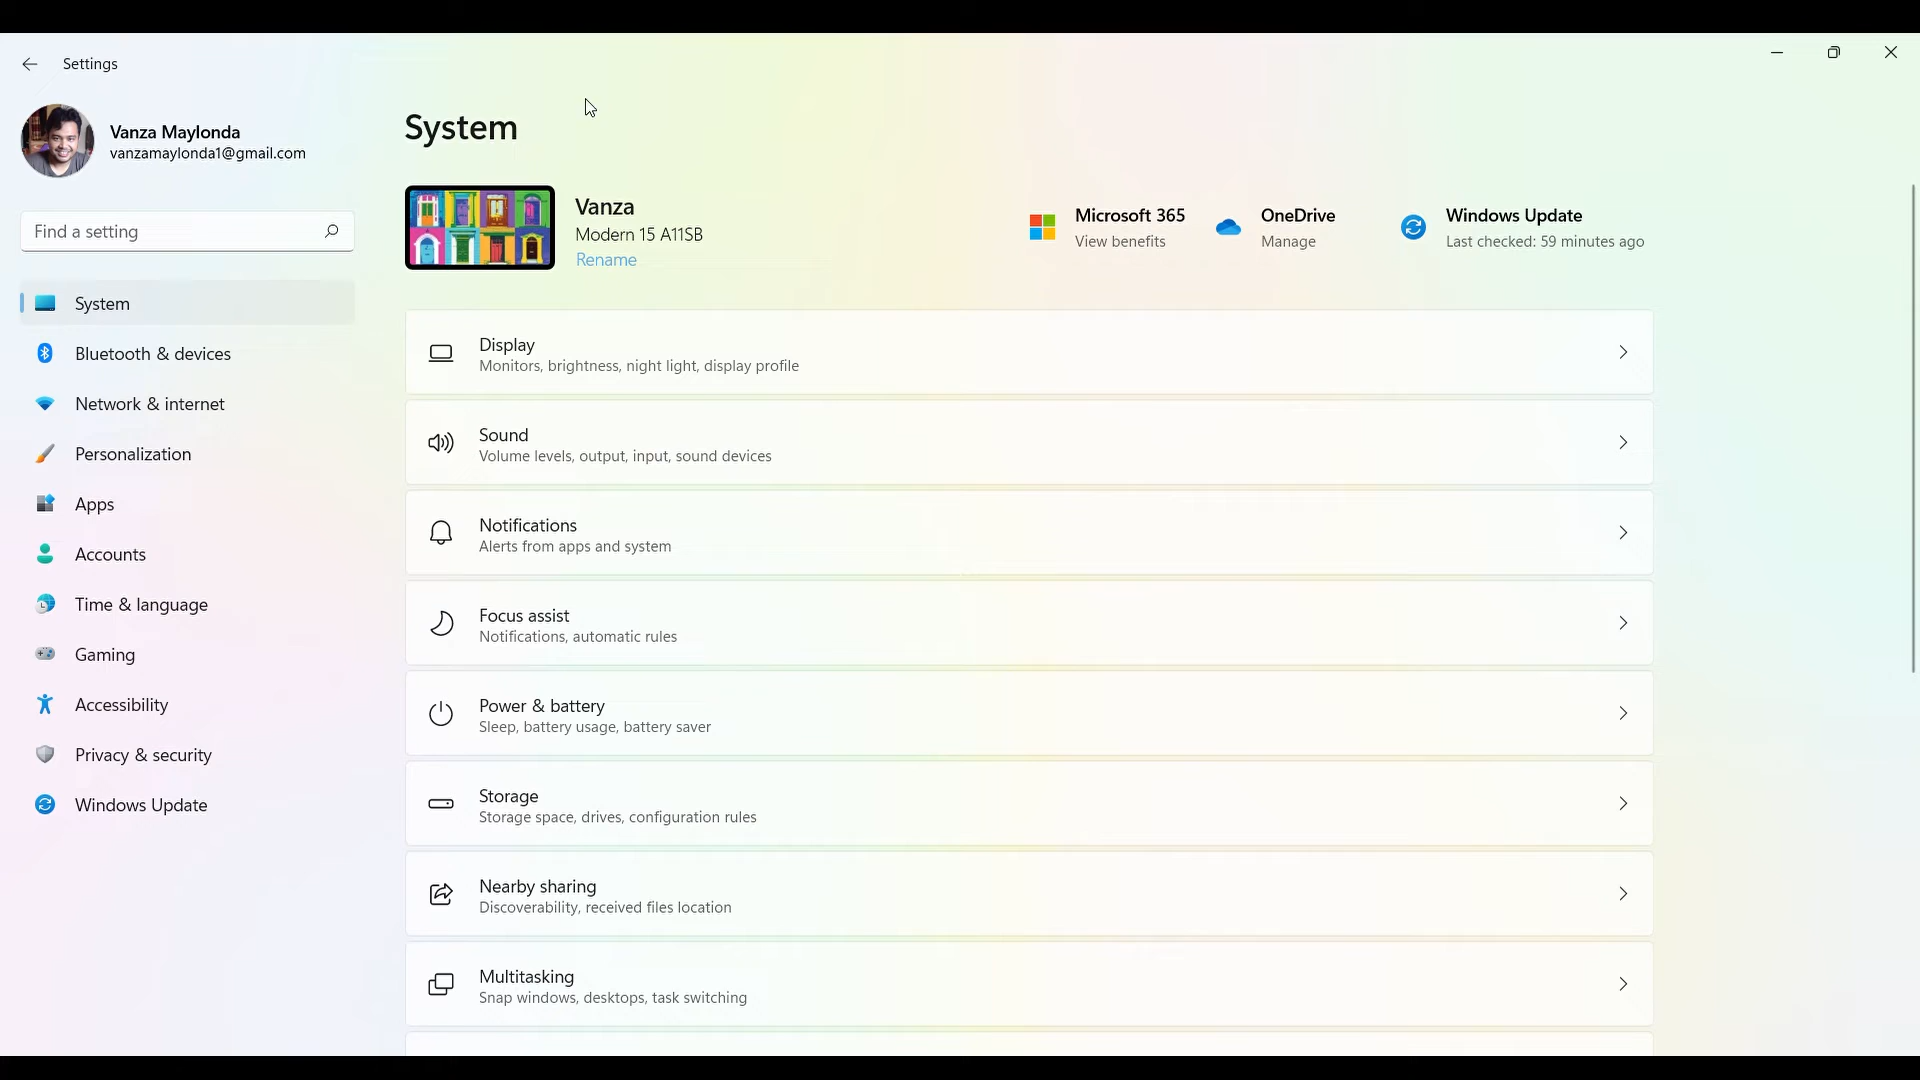 Settings
Vanza Maylonda
vanzamaylonda1@gmail.com
Find a setting
System
Bluetooth & devices
Network & internet
Personalization
Apps
Accounts
Time & language
Gaming
Accessibility
Privacy & security
Windows Update
System
Vanza
Modern 15 A11SB
Rename
Microsoft 365
View benefits
OneDrive
Manage
Windows Update
Last checked: 59 minutes ago
Display
Monitors, brightness, night light, display profile
Sound
Volume levels, output, input, sound devices
Notifications
Alerts from apps and system
Focus assist
Notifications, automatic rules
Power & battery
Sleep, battery usage, battery saver
Storage
Storage space, drives, configuration rules
Nearby sharing
Discoverability, received files location
Multitasking
Snap windows, desktops, task switching